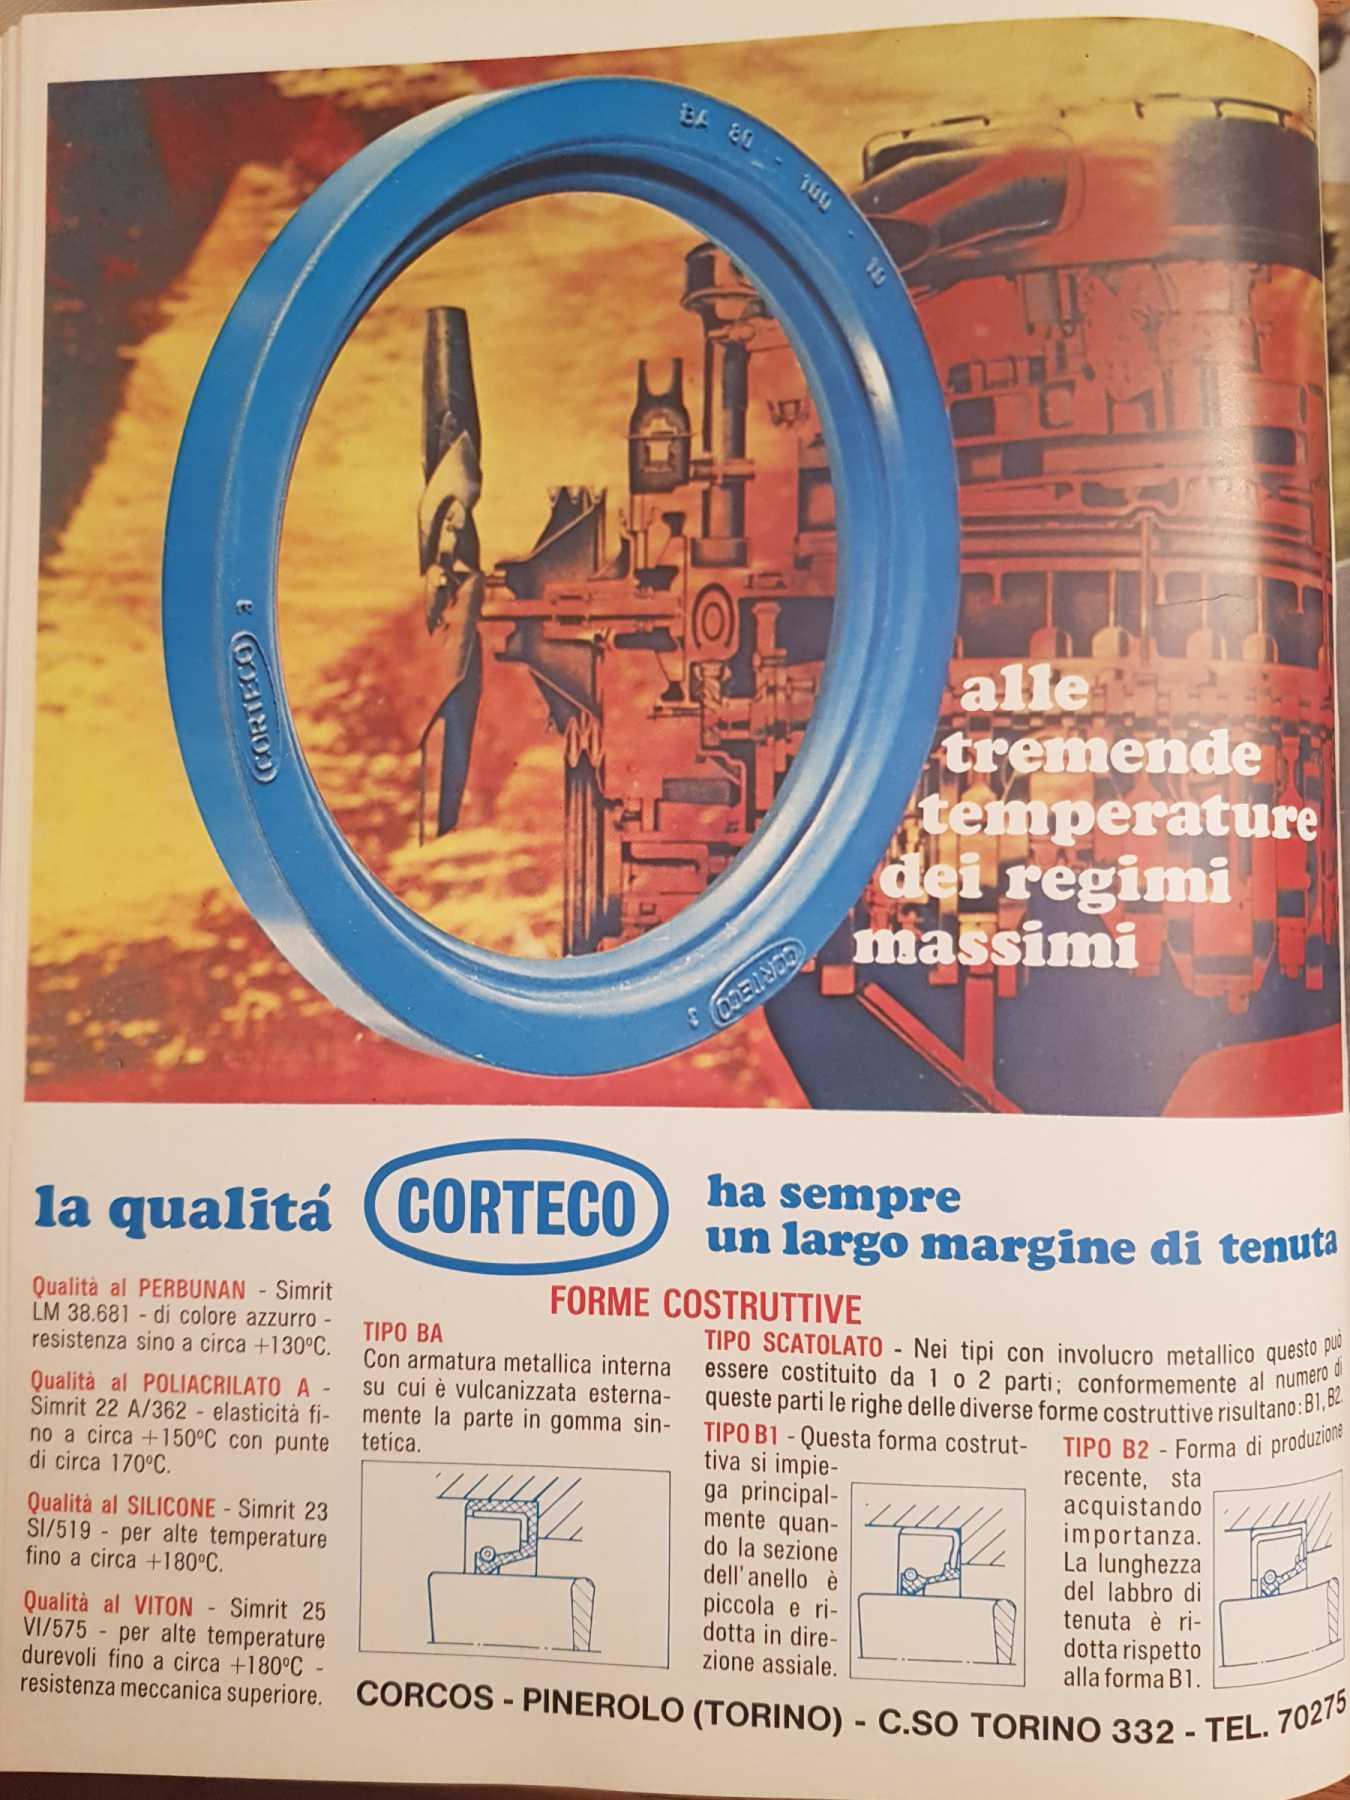 BA 80 - 100 - 10
CORTECO
CORTECO
alle
tremende
temperature
dei regimi
massimi
la qualitá
CORTECO
ha sempre
un largo margine di tenuta
Qualità al PERBUNAN - Simrit
LM 38.681 - di colore azzurro -
resistenza sino a circa +130ºC.
Qualità al POLIACRILATO A -
Simrit 22 A/362 - elasticità fi-
no a circa +150ºC con punte
di circa 170ºC.
Qualità al SILICONE - Simrit 23
SI/519 - per alte temperature
fino a circa +180ºC.
Qualità al VITON - Simrit 25
VI/575 - per alte temperature
durevoli fino a circa +180ºC -
resistenza meccanica superiore.
FORME COSTRUTTIVE
TIPO BA
Con armatura metallica interna
su cui è vulcanizzata esterna-
mente la parte in gomma sin-
tetica.
TIPO SCATOLATO - Nei tipi con involucro metallico questo può
essere costituito da 1 o 2 parti; conformemente al numero di
queste parti le righe delle diverse forme costruttive risultano: B1, B2.
TIPO B1 - Questa forma costrut-
tiva si impie-
ga principal-
mente quan-
do la sezione
dell'anello è
piccola e ri-
dotta in dire-
zione assiale.
TIPO B2 - Forma di produzione
recente, sta
acquistando
importanza.
La lunghezza
del labbro di
tenuta è ri-
dotta rispetto
alla forma B1.
CORCOS - PINEROLO (TORINO) - C.SO TORINO 332 - TEL. 70275